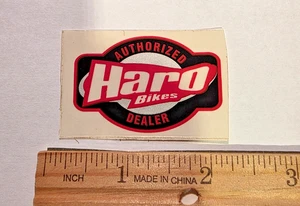 AUTHORIZED
Haro
Bikes
DEALER
INCH 1 MADE IN CHINA 2 3